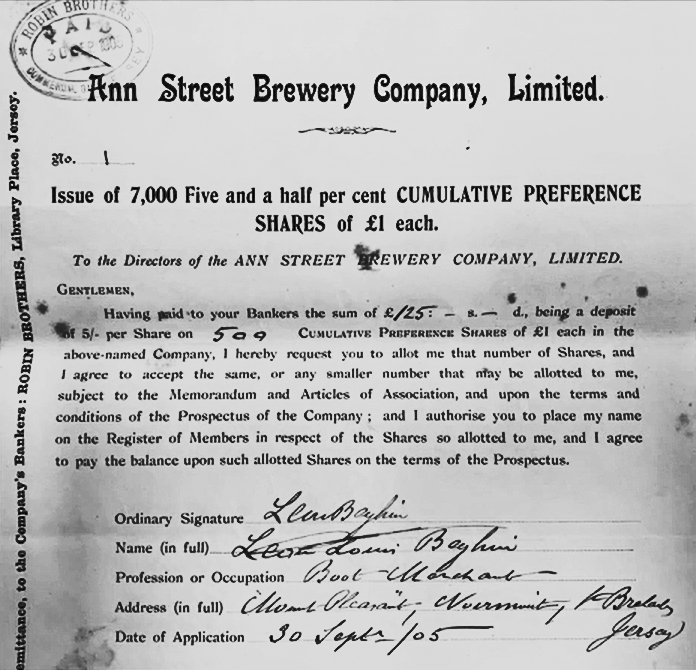 ROBIN BROTHERS
PAID
Ann Street Brewery Company, Limited.
No. 1
Issue of 7,000 Five and a half per cent CUMULATIVE PREFERENCE
SHARES of £1 each.
To the Directors of the ANN STREET BREWERY COMPANY, LIMITED.
GENTLEMEN,
Having paid to your Bankers the sum of £125: – s. – d., being a deposit
of 5/- per Share on 500 CUMULATIVE PREFERENCE SHARES of £1 each in the
above-named Company, I hereby request you to allot me that number of Shares, and
I agree to accept the same, or any smaller number that may be allotted to me,
subject to the Memorandum and Articles of Association, and upon the terms and
conditions of the Prospectus of the Company; and I authorise you to place my name
on the Register of Members in respect of the Shares so allotted to me, and I agree
to pay the balance upon such allotted Shares on the terms of the Prospectus.
Ordinary Signature
Name (in full) Leon Louis
Profession or Occupation Boot Merchant
Address (in full) Mount Pleasant, Noirmont, St Brelade
Jersey
Date of Application 30 Sept /05
emittance, to the Company's Bankers: ROBIN BROTHERS, Library Place, Jersey.